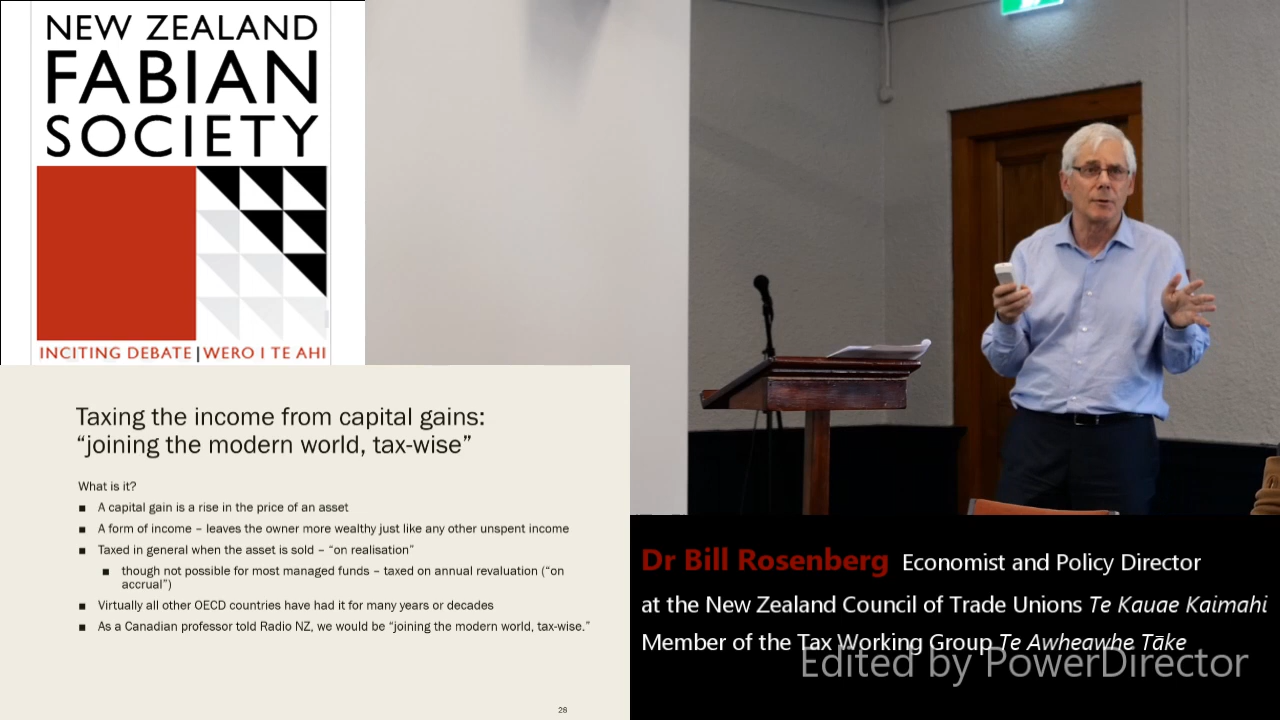 NEW ZEALAND
FABIAN
SOCIETY
INCITING DEBATE | WERO I TE AHI
Taxing the income from capital gains:
“joining the modern world, tax-wise”
What is it?
■ A capital gain is a rise in the price of an asset
■ A form of income – leaves the owner more wealthy just like any other unspent income
■ Taxed in general when the asset is sold – “on realisation”
■ though not possible for most managed funds – taxed on annual revaluation (“on
accrual”)
■ Virtually all other OECD countries have had it for many years or decades
■ As a Canadian professor told Radio NZ, we would be “joining the modern world, tax-wise.”
28
Dr Bill Rosenberg Economist and Policy Director
at the New Zealand Council of Trade Unions Te Kauae Kaimahi
Member of the Tax Working Group Te Awheawhe Tāke
Edited by PowerDirector